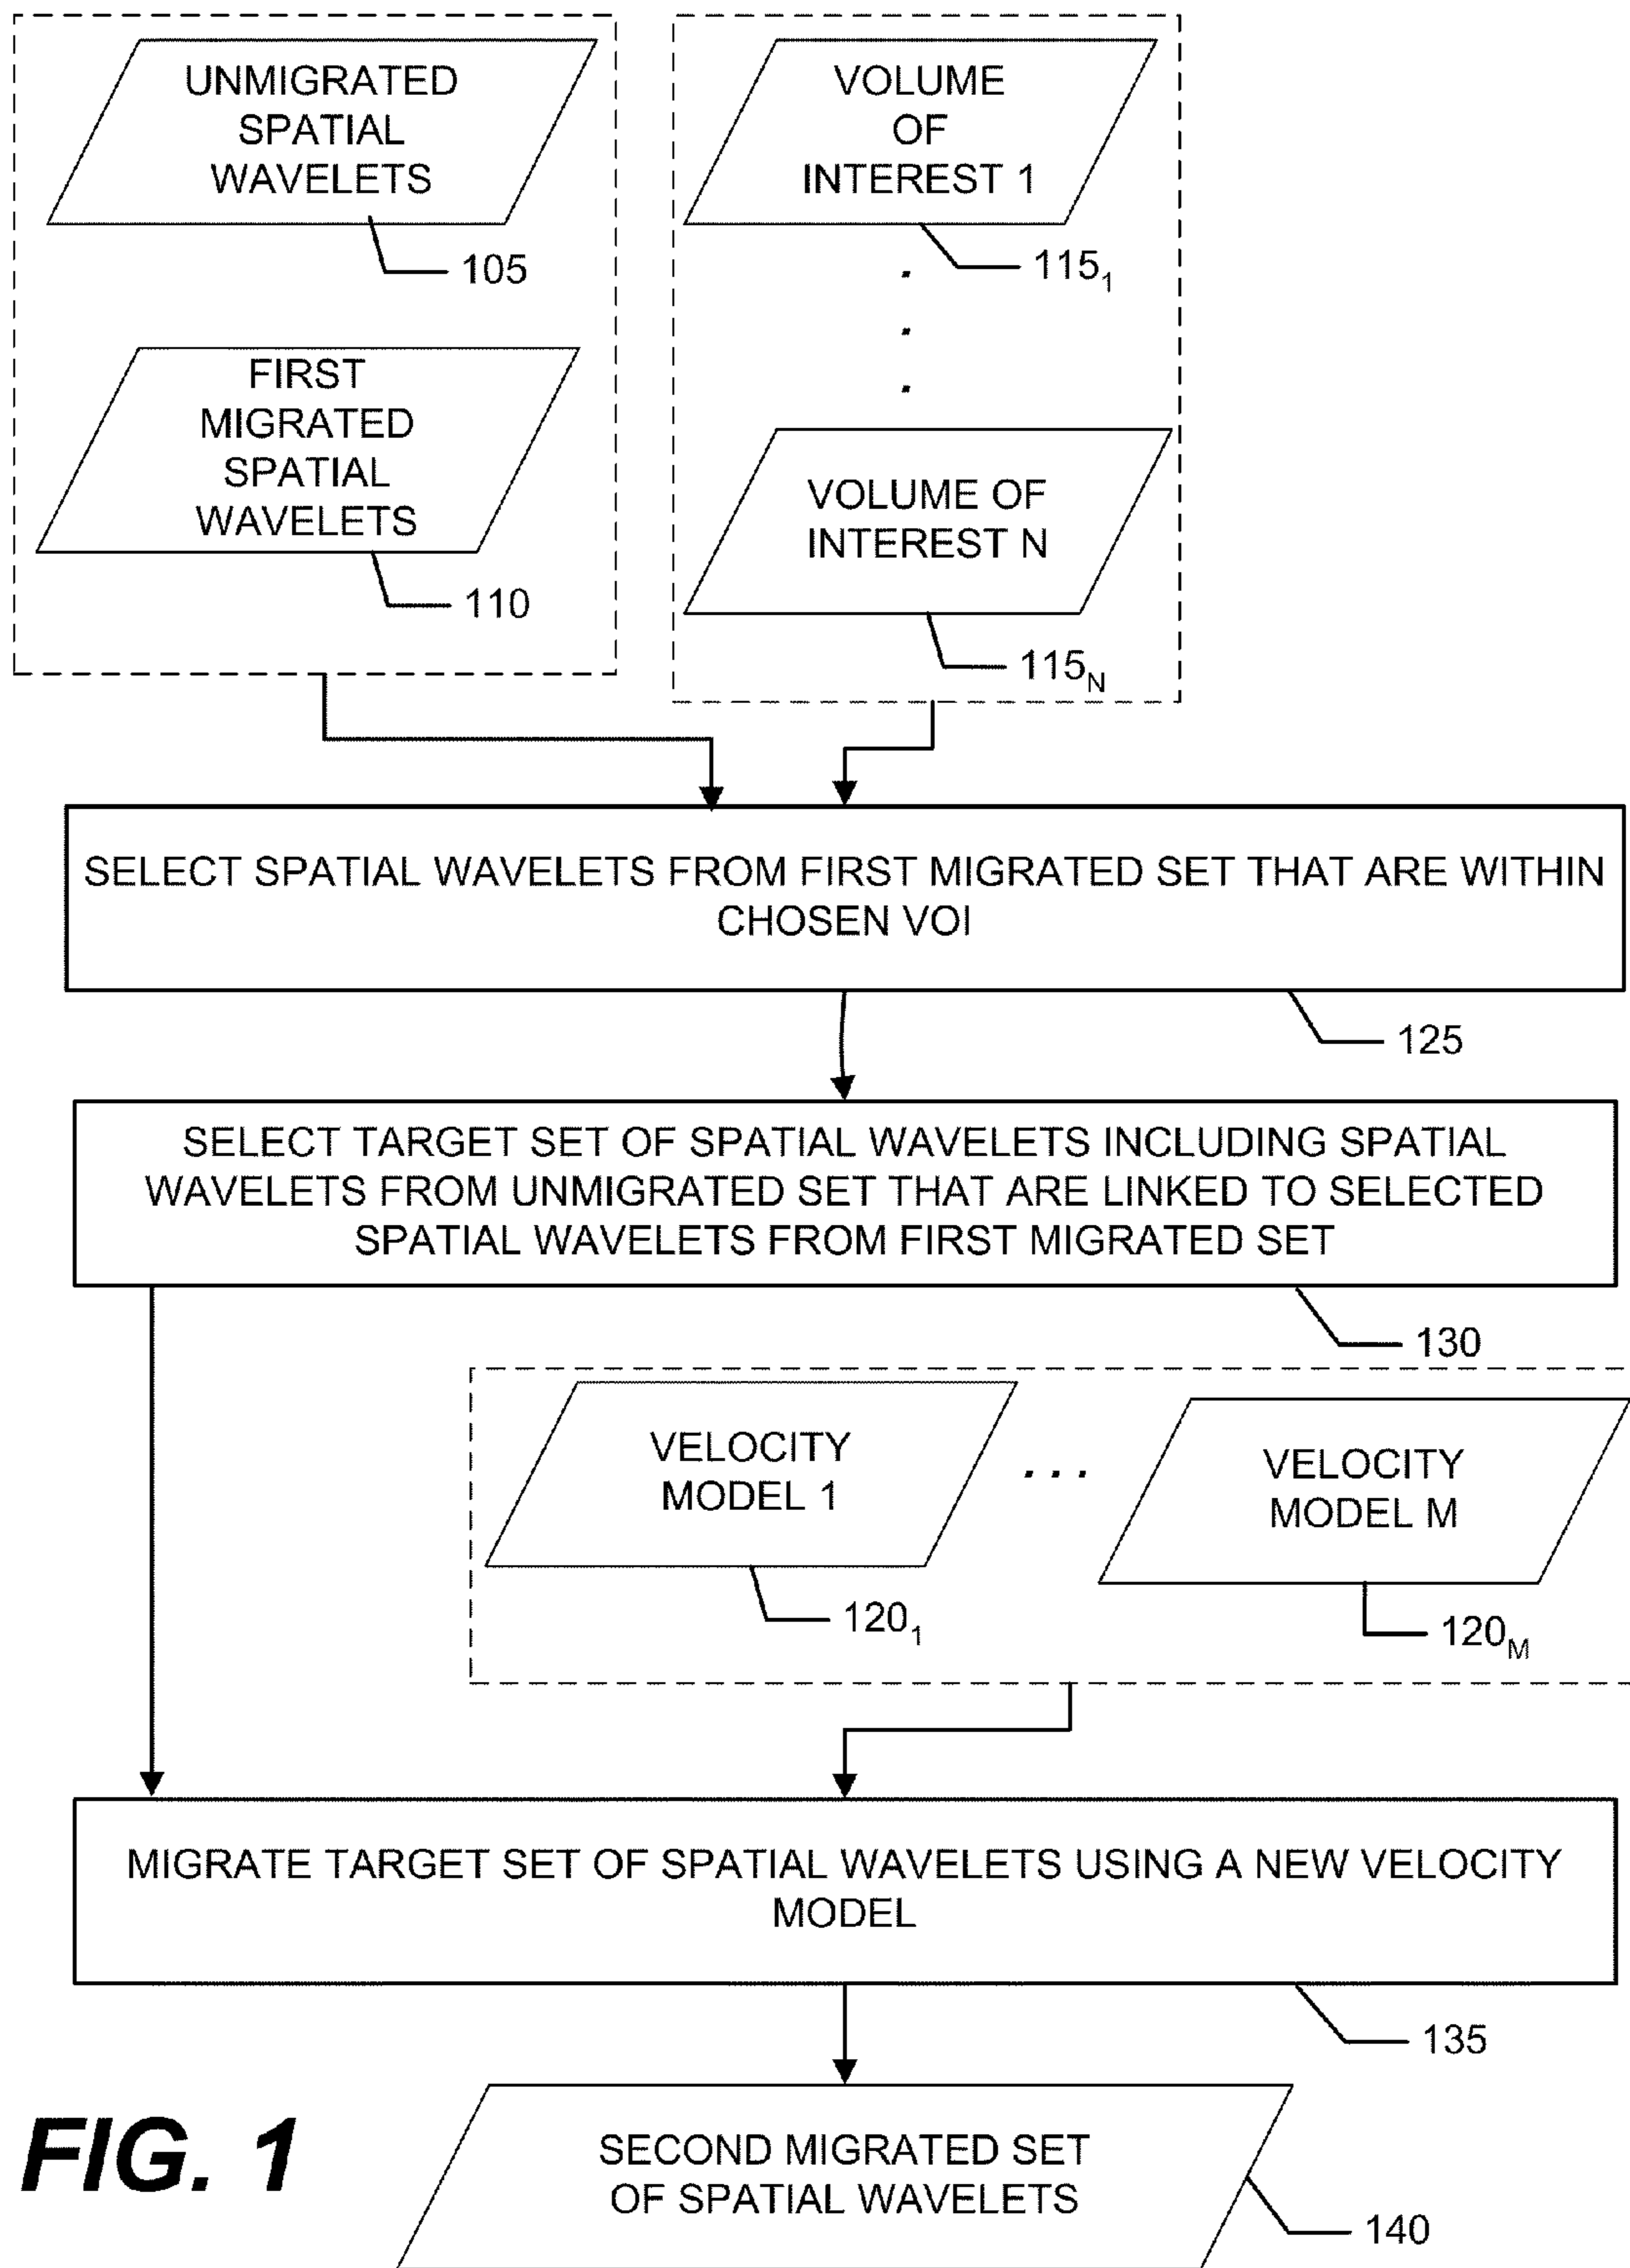 UNMIGRATED
SPATIAL
WAVELETS
105
FIRST
MIGRATED
SPATIAL
WAVELETS
110
VOLUME
OF
INTEREST 1
115₁
.
.
.
VOLUME OF
INTEREST N
115N
SELECT SPATIAL WAVELETS FROM FIRST MIGRATED SET THAT ARE WITHIN
CHOSEN VOI
125
SELECT TARGET SET OF SPATIAL WAVELETS INCLUDING SPATIAL
WAVELETS FROM UNMIGRATED SET THAT ARE LINKED TO SELECTED
SPATIAL WAVELETS FROM FIRST MIGRATED SET
130
VELOCITY
MODEL 1
120₁
. . .
VELOCITY
MODEL M
120M
MIGRATE TARGET SET OF SPATIAL WAVELETS USING A NEW VELOCITY
MODEL
135
SECOND MIGRATED SET
OF SPATIAL WAVELETS
140
FIG. 1